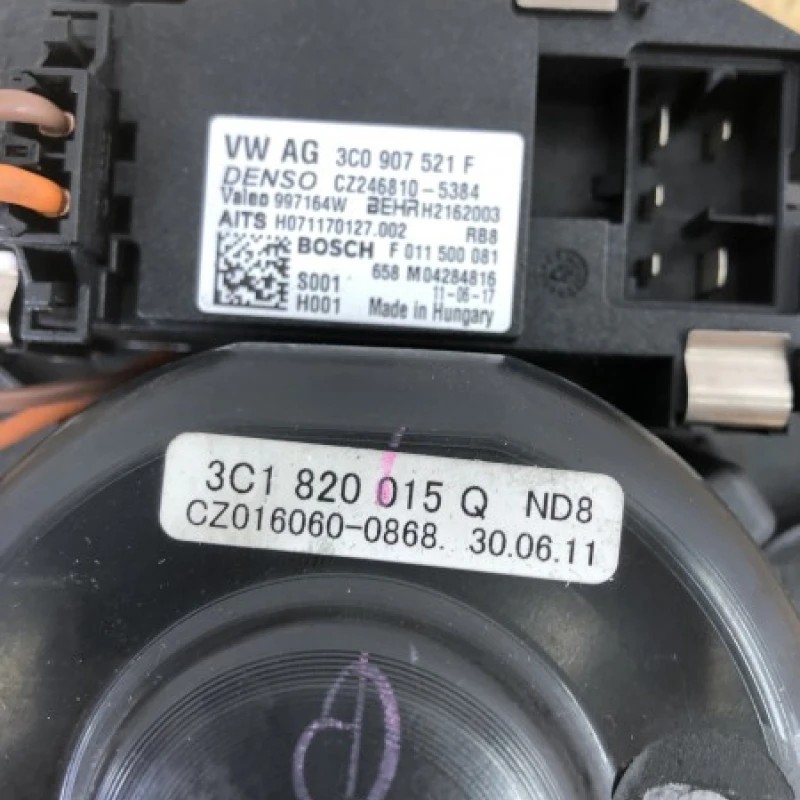 VW AG 3C0 907 521 F
DENSO CZ246810-5384
Valeo 997164W BEHR H2162003
AITS H071170127.002 RB8
BOSCH F 011 500 081
S001 658 M04284816
11-06-17
H001 Made in Hungary
3C1 820 015 Q ND8
CZ016060-0868. 30.06.11